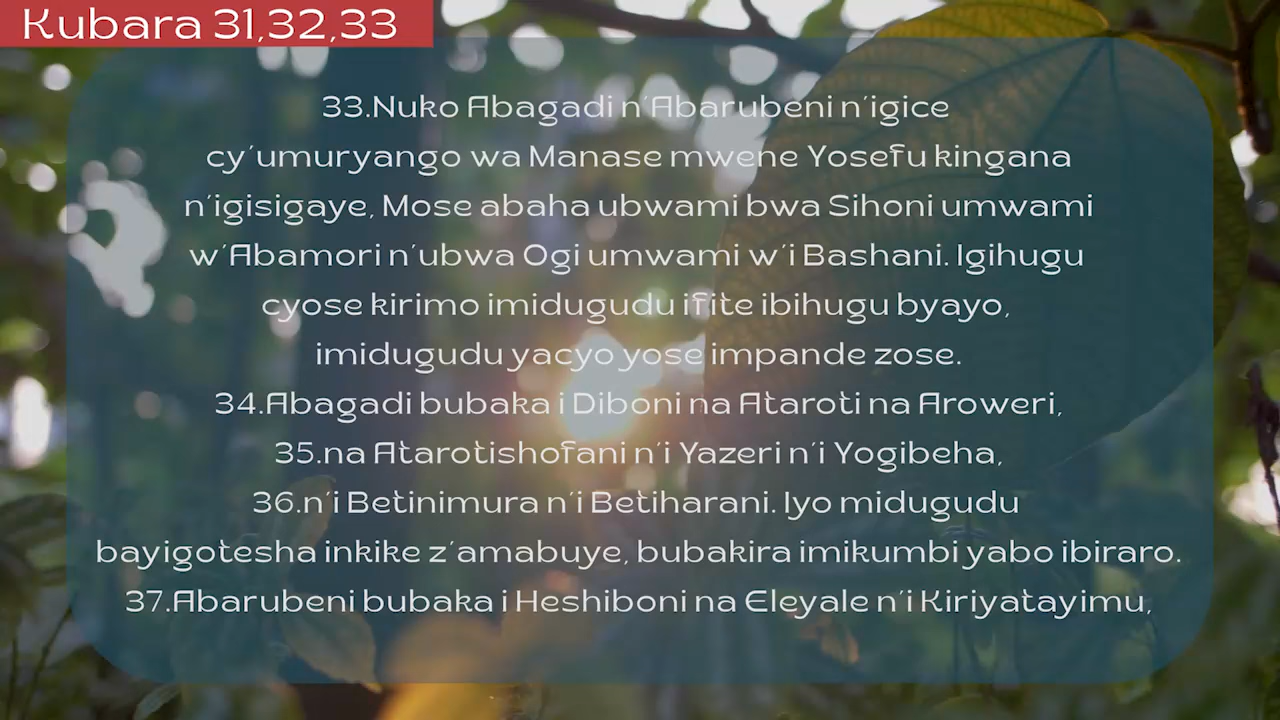 Kubara 31,32,33
33.Nuko Abagadi n'Abarubeni n'igice
cy'umuryango wa Manase mwene Yosefu kingana
n'igisigaye, Mose abaha ubwami bwa Sihoni umwami
w'Abamori n'ubwa Ogi umwami w'i Bashani. Igihugu
cyose kirimo imidugudu ifite ibihugu byayo,
imidugudu yacyo yose impande zose.
34.Abagadi bubaka i Diboni na Ataroti na Aroweri,
35.na Atarotishofani n'i Yazeri n'i Yogibeha,
36.n'i Betinimura n'i Betiharani. Iyo midugudu
bayigotesha inkike z'amabuye, bubakira imikumbi yabo ibiraro.
37.Abarubeni bubaka i Heshiboni na Eleyale n'i Kiriyatayimu,